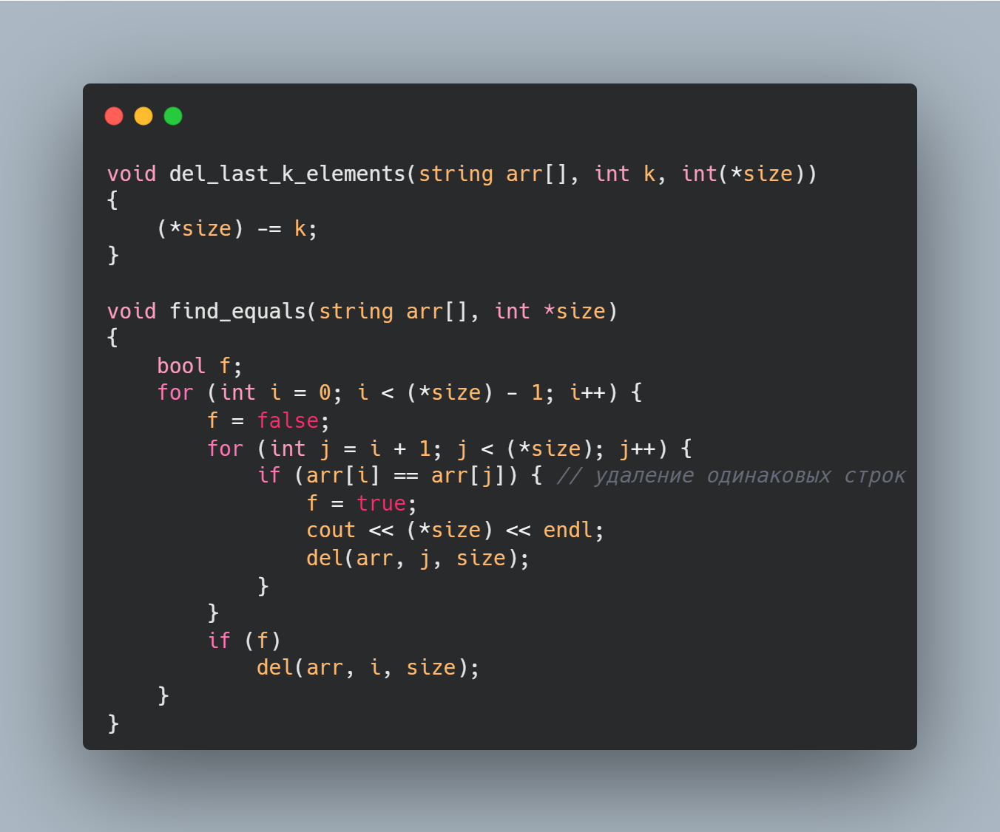 void del_last_k_elements(string arr[], int k, int(*size))
{
    (*size) -= k;
}

void find_equals(string arr[], int *size)
{
    bool f;
    for (int i = 0; i < (*size) - 1; i++) {
        f = false;
        for (int j = i + 1; j < (*size); j++) {
            if (arr[i] == arr[j]) { // удаление одинаковых строк
                f = true;
                cout << (*size) << endl;
                del(arr, j, size);
            }
        }
        if (f)
            del(arr, i, size);
    }
}